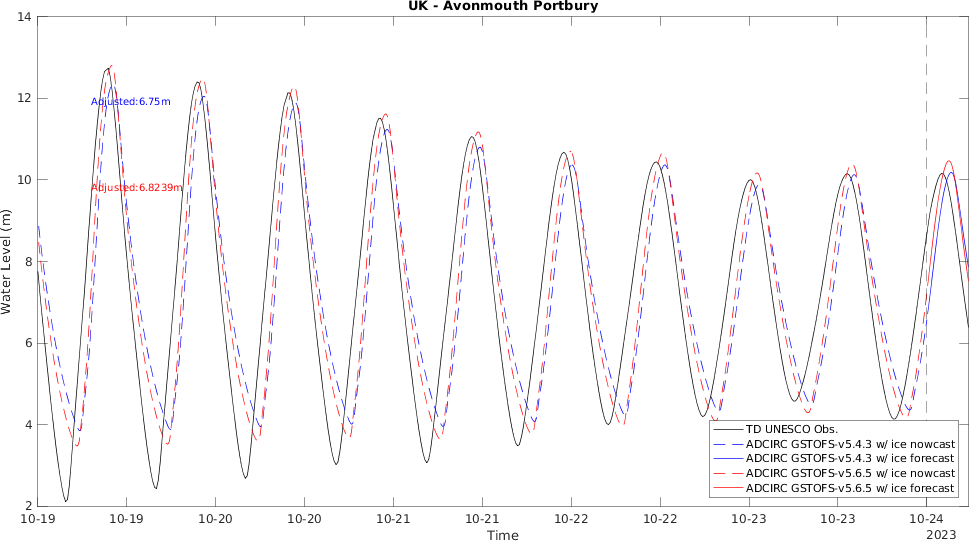 UK - Avonmouth Portbury
14
12
10
8
6
4
2
Water Level (m)
Adjusted:6.75m
Adjusted:6.8239m
TD UNESCO Obs.
ADCIRC GSTOFS-v5.4.3 w/ ice nowcast
ADCIRC GSTOFS-v5.4.3 w/ ice forecast
ADCIRC GSTOFS-v5.6.5 w/ ice nowcast
ADCIRC GSTOFS-v5.6.5 w/ ice forecast
10-19 10-19 10-20 10-20 10-21 10-21 10-22 10-22 10-23 10-23 10-24
Time 2023